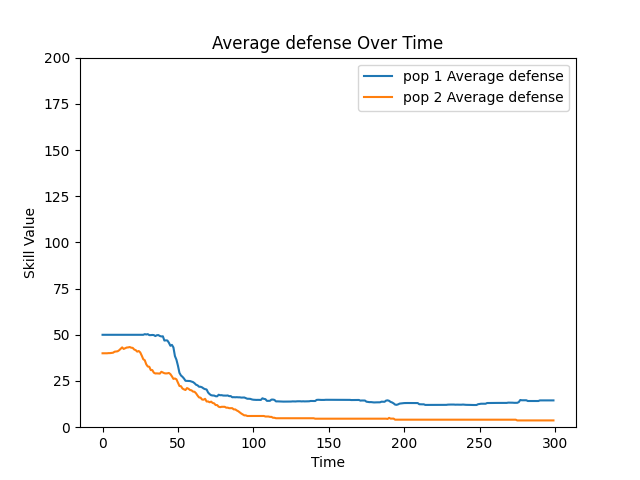 Average defense Over Time
pop 1 Average defense
pop 2 Average defense
Skill Value
200
175
150
125
100
75
50
25
0
0 50 100 150 200 250 300
Time